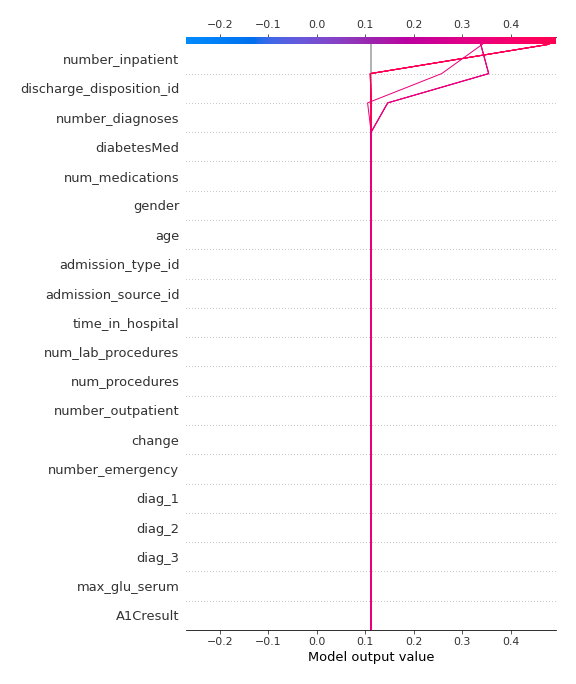 −0.2 −0.1 0.0 0.1 0.2 0.3 0.4
number_inpatient
discharge_disposition_id
number_diagnoses
diabetesMed
num_medications
gender
age
admission_type_id
admission_source_id
time_in_hospital
num_lab_procedures
num_procedures
number_outpatient
change
number_emergency
diag_1
diag_2
diag_3
max_glu_serum
A1Cresult
−0.2 −0.1 0.0 0.1 0.2 0.3 0.4
Model output value